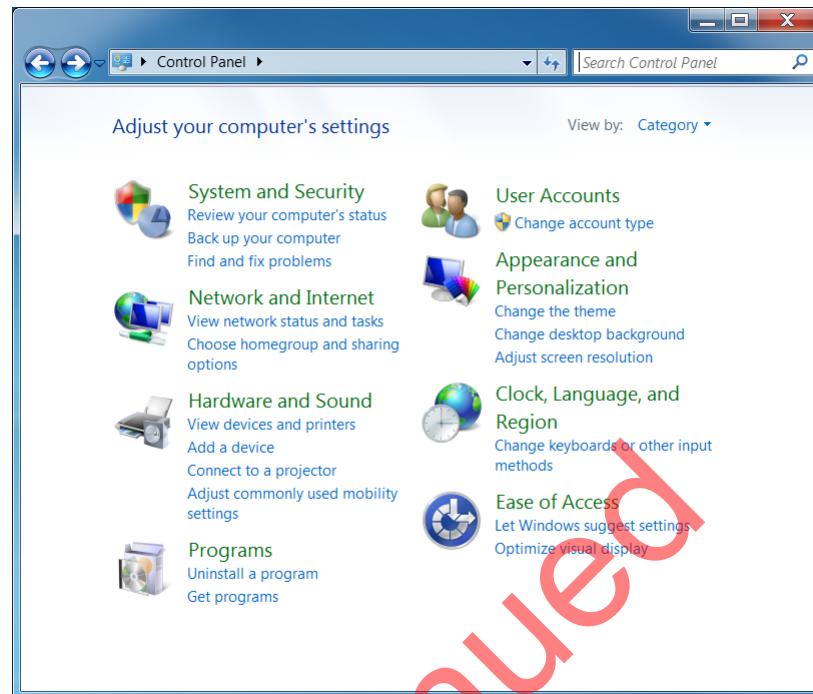 Control Panel
Search Control Panel
Adjust your computer's settings
View by: Category
System and Security
Review your computer's status
Back up your computer
Find and fix problems
Network and Internet
View network status and tasks
Choose homegroup and sharing
options
Hardware and Sound
View devices and printers
Add a device
Connect to a projector
Adjust commonly used mobility
settings
Programs
Uninstall a program
Get programs
User Accounts
Change account type
Appearance and
Personalization
Change the theme
Change desktop background
Adjust screen resolution
Clock, Language, and
Region
Change keyboards or other input
methods
Ease of Access
Let Windows suggest settings
Optimize visual display
nued